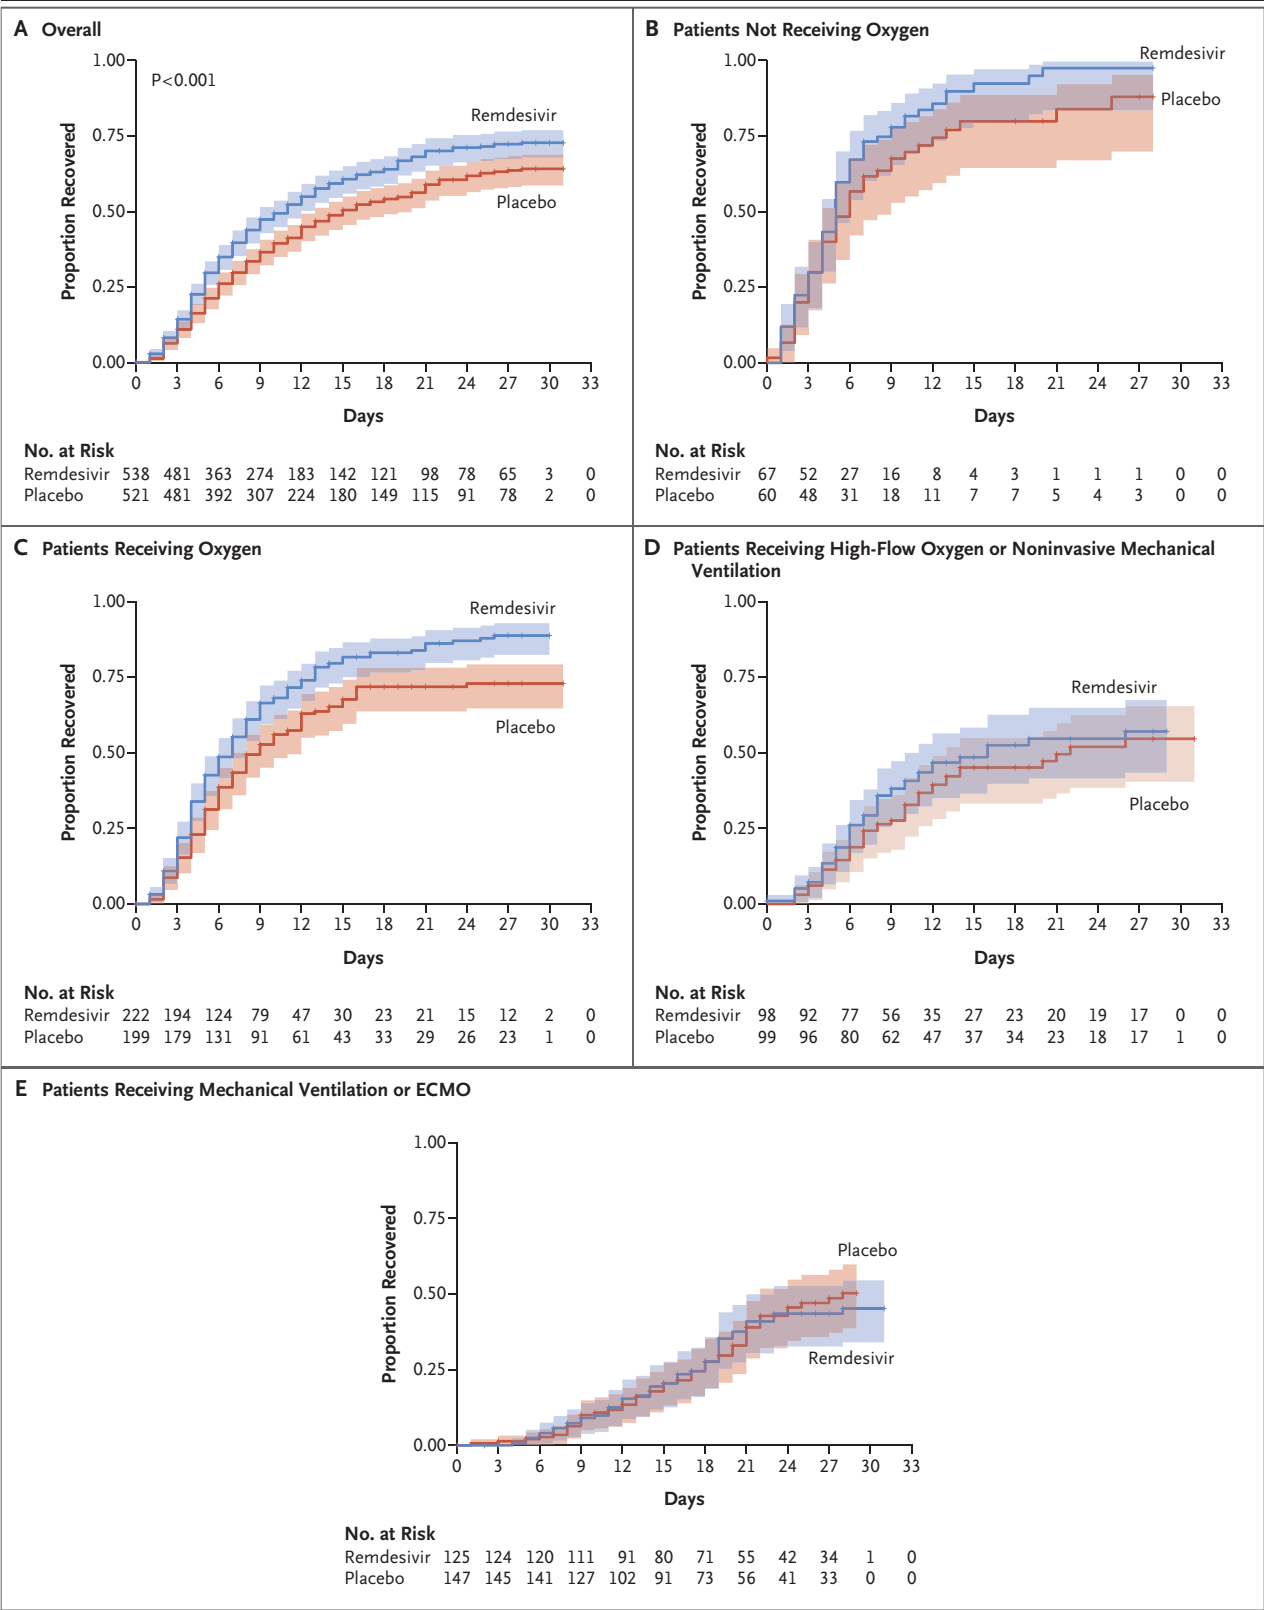 A Overall
P<0.001
1.00
0.75
0.50
0.25
0.00
Proportion Recovered
Remdesivir
Placebo
0 3 6 9 12 15 18 21 24 27 30 33
Days
No. at Risk
Remdesivir 538 481 363 274 183 142 121 98 78 65 3 0
Placebo 521 481 392 307 224 180 149 115 91 78 2 0
B Patients Not Receiving Oxygen
1.00
0.75
0.50
0.25
0.00
Proportion Recovered
Remdesivir
Placebo
0 3 6 9 12 15 18 21 24 27 30 33
Days
No. at Risk
Remdesivir 67 52 27 16 8 4 3 1 1 1 0 0
Placebo 60 48 31 18 11 7 7 5 4 3 0 0
C Patients Receiving Oxygen
1.00
0.75
0.50
0.25
0.00
Proportion Recovered
Remdesivir
Placebo
0 3 6 9 12 15 18 21 24 27 30 33
Days
No. at Risk
Remdesivir 222 194 124 79 47 30 23 21 15 12 2 0
Placebo 199 179 131 91 61 43 33 29 26 23 1 0
D Patients Receiving High-Flow Oxygen or Noninvasive Mechanical
Ventilation
1.00
0.75
0.50
0.25
0.00
Proportion Recovered
Remdesivir
Placebo
0 3 6 9 12 15 18 21 24 27 30 33
Days
No. at Risk
Remdesivir 98 92 77 56 35 27 23 20 19 17 0 0
Placebo 99 96 80 62 47 37 34 23 18 17 1 0
E Patients Receiving Mechanical Ventilation or ECMO
1.00
0.75
0.50
0.25
0.00
Proportion Recovered
Placebo
Remdesivir
0 3 6 9 12 15 18 21 24 27 30 33
Days
No. at Risk
Remdesivir 125 124 120 111 91 80 71 55 42 34 1 0
Placebo 147 145 141 127 102 91 73 56 41 33 0 0